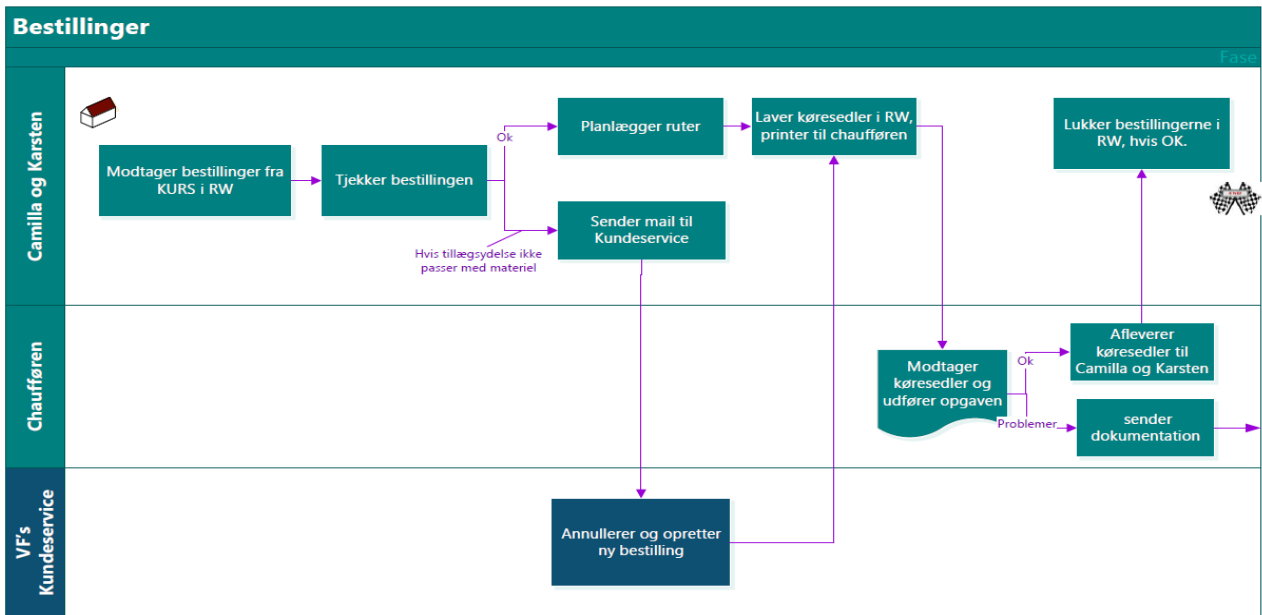 Bestillinger
Fase
Camilla og Karsten
Modtager bestillinger fra
KURS i RW
Tjekker bestillingen
Ok
Planlægger ruter
Laver køresedler i RW,
printer til chaufføren
Lukker bestillingerne i
RW, hvis OK.
Sender mail til
Kundeservice
Hvis tillægsydelse ikke
passer med materiel
Chaufføren
Modtager
køresedler og
udfører opgaven
Ok
Afleverer
køresedler til
Camilla og Karsten
Problemer
sender
dokumentation
VF's
Kundeservice
Annullerer og opretter
ny bestilling